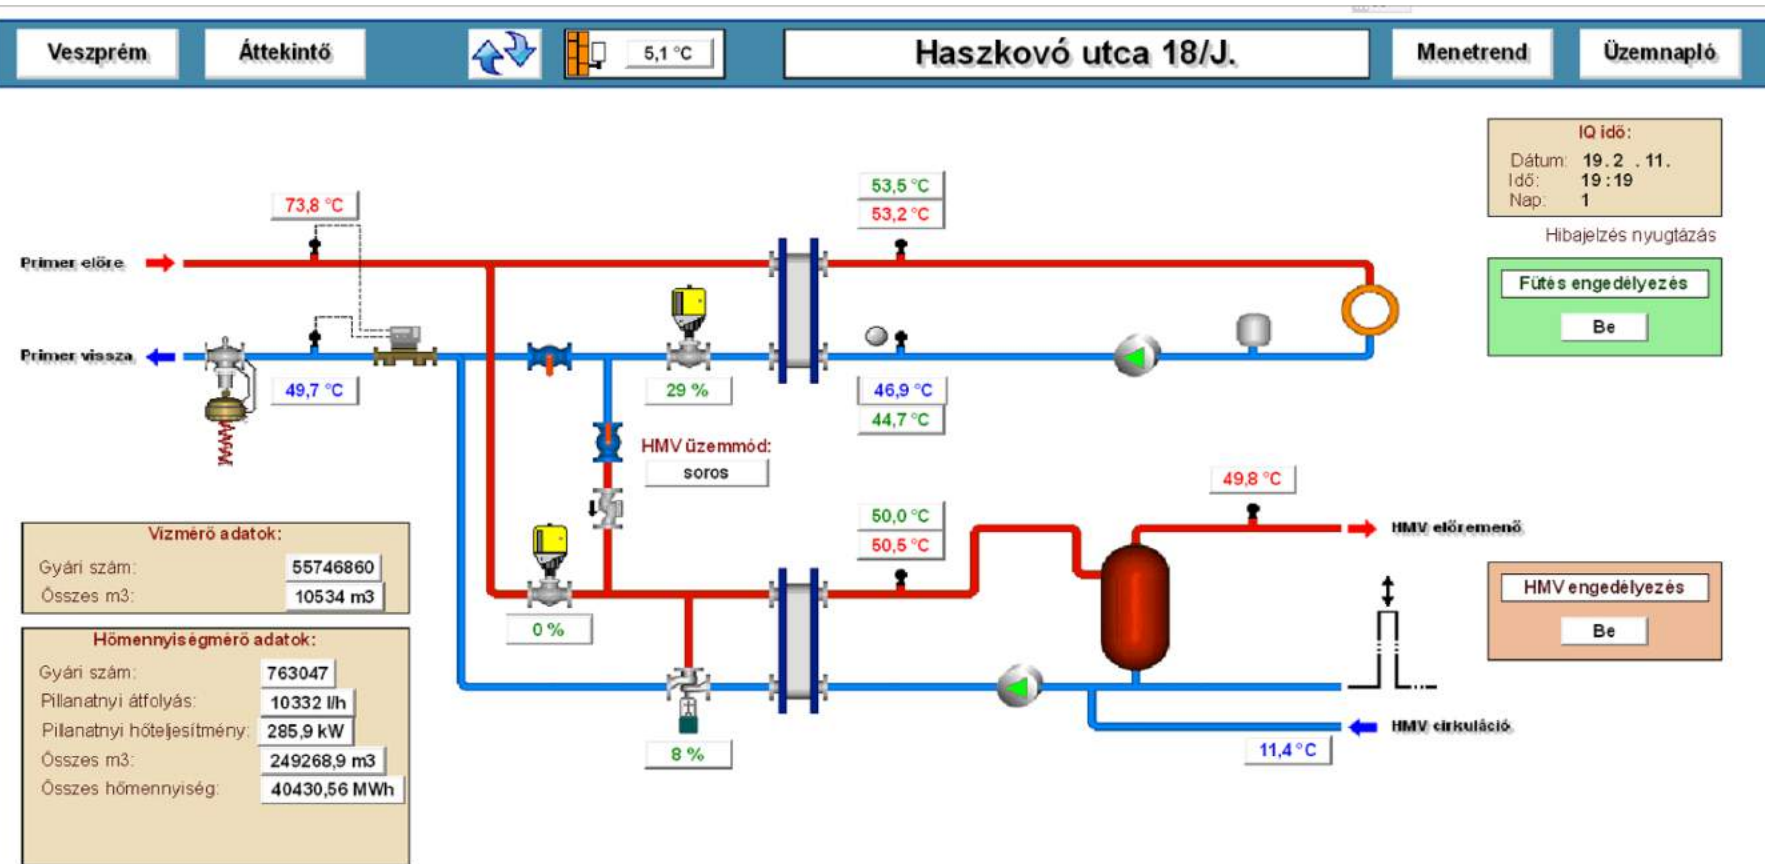 Veszprém
Áttekintő
5,1 °C
Haszkovó utca 18/J.
Menetrend
Üzemnapló
IQ idő:
Dátum: 19. 2 . 11.
Idő: 19 : 19
Nap: 1
Hibajelzés nyugtázás
Fűtés engedélyezés
Be
73,8 °C
53,5 °C
53,2 °C
Primer előre
Primer vissza
49,7 °C
29 %
46,9 °C
44,7 °C
HMV üzemmód:
soros
49,8 °C
50,0 °C
50,5 °C
HMV előremenő
Vízmérő adatok:
Gyári szám: 55746860
Összes m3: 10534 m3
HMV engedélyezés
Be
0 %
Hőmennyiségmérő adatok:
Gyári szám: 763047
Pillanatnyi átfolyás: 10332 l/h
Pillanatnyi hőteljesítmény: 285,9 kW
Összes m3: 249268,9 m3
Összes hőmennyiség: 40430,56 MWh
8 %
HMV cirkuláció
11,4 °C